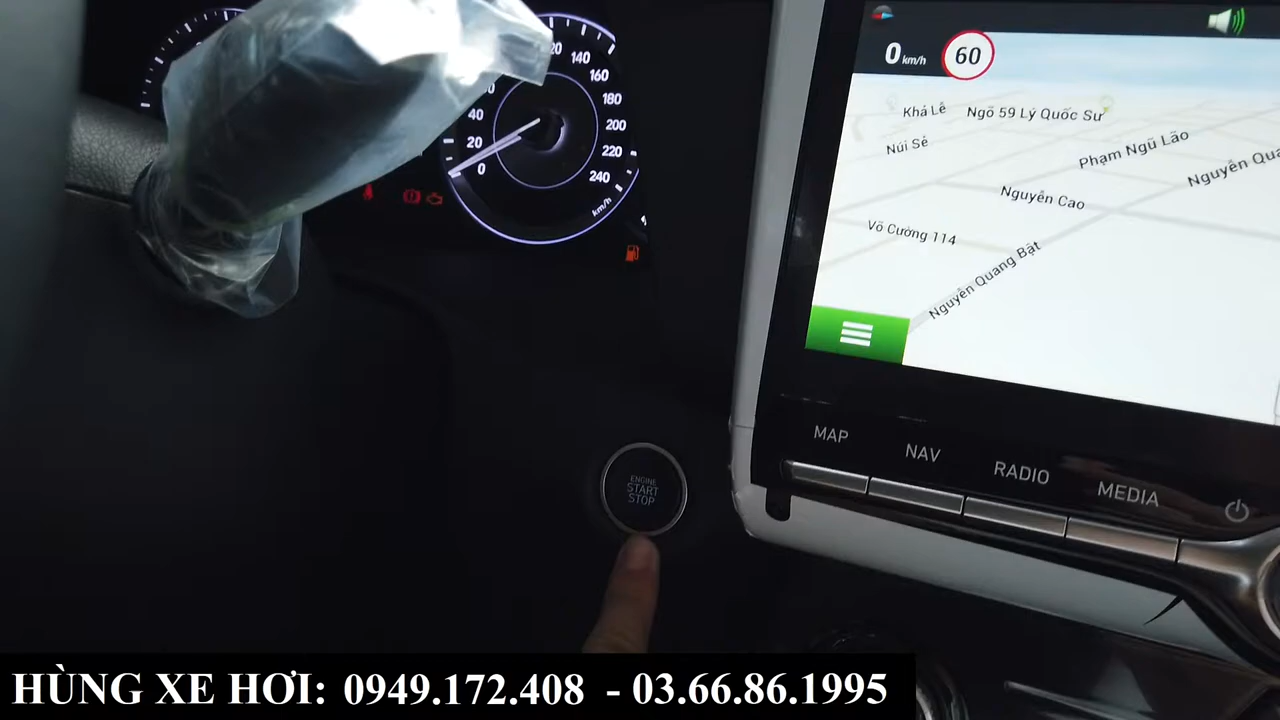 20 140
160
180
200
220
240
km/h
40
20
0
0 km/h 60
Khả Lễ
Ngõ 59 Lý Quốc Sư
Núi Sẻ
Phạm Ngũ Lão
Nguyễn Qua
Nguyễn Cao
Võ Cường 114
Nguyễn Quang Bật
MAP NAV RADIO MEDIA
ENGINE
START
STOP
HÙNG XE HƠI: 0949.172.408 - 03.66.86.1995